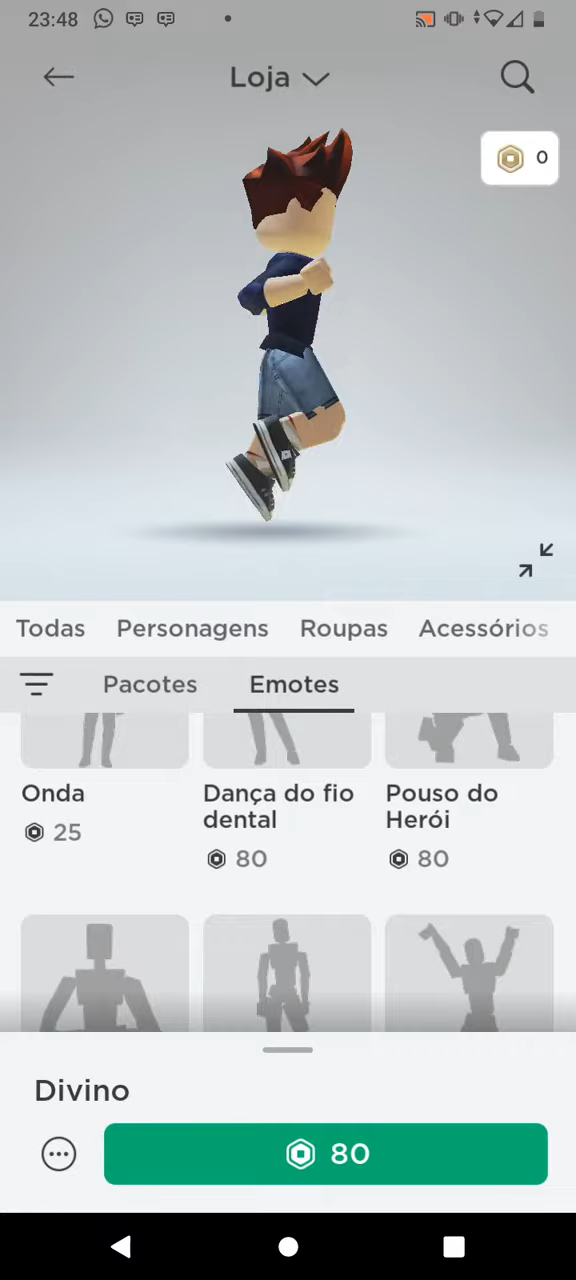 23:48
Loja
0
Todas Personagens Roupas Acessórios
Pacotes Emotes
Onda
25
Dança do fio
dental
80
Pouso do
Herói
80
Divino
80